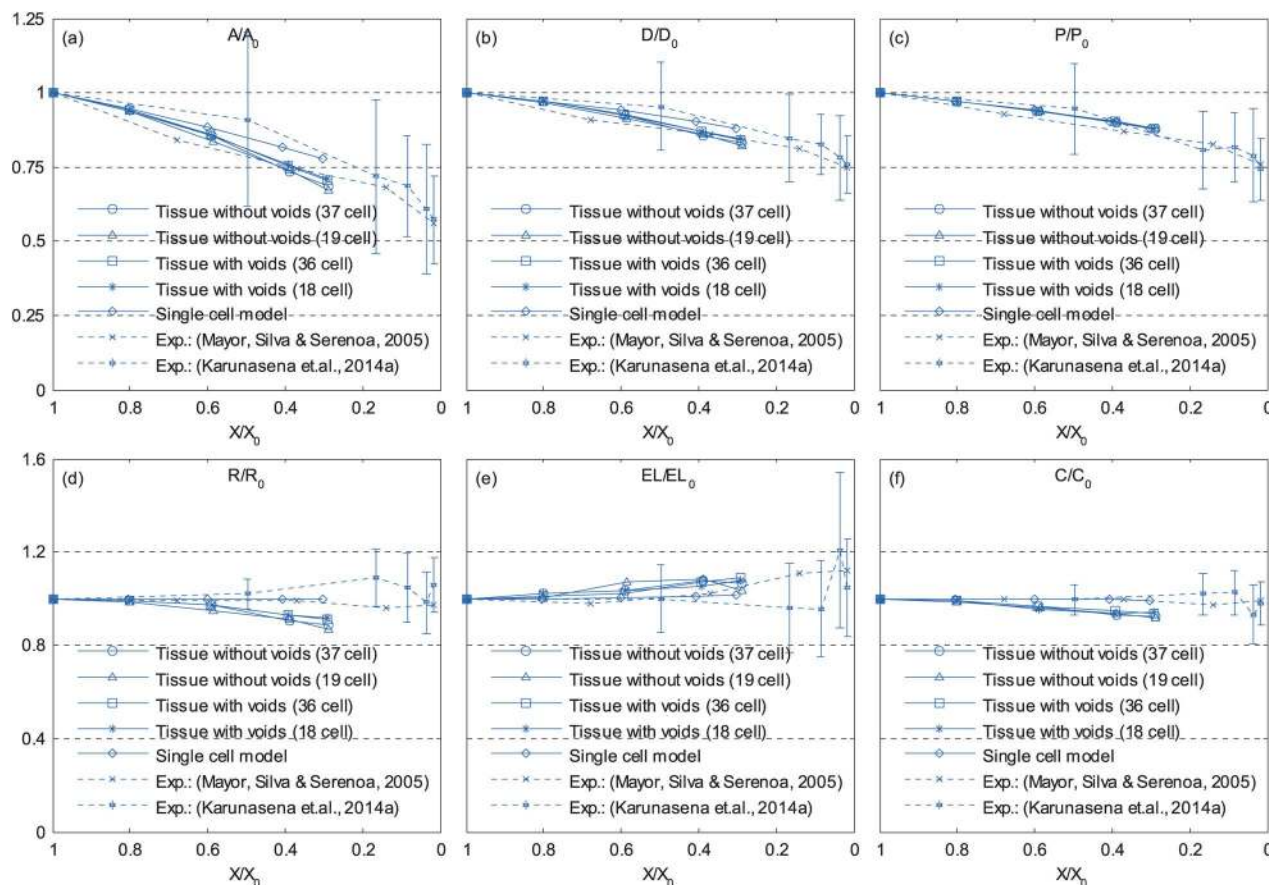 1.25
1
0.75
0.5
0.25
0
(a)
A/A0
Tissue without voids (37 cell)
Tissue without voids (19 cell)
Tissue with voids (36 cell)
Tissue with voids (18 cell)
Single cell model
Exp.: (Mayor, Silva & Serenoa, 2005)
Exp.: (Karunasena et.al., 2014a)
1 0.8 0.6 0.4 0.2 0
X/X0
(b)
D/D0
Tissue without voids (37 cell)
Tissue without voids (19 cell)
Tissue with voids (36 cell)
Tissue with voids (18 cell)
Single cell model
Exp.: (Mayor, Silva & Serenoa, 2005)
Exp.: (Karunasena et.al., 2014a)
1 0.8 0.6 0.4 0.2 0
X/X0
(c)
P/P0
Tissue without voids (37 cell)
Tissue without voids (19 cell)
Tissue with voids (36 cell)
Tissue with voids (18 cell)
Single cell model
Exp.: (Mayor, Silva & Serenoa, 2005)
Exp.: (Karunasena et.al., 2014a)
1 0.8 0.6 0.4 0.2 0
X/X0
1.6
1.2
0.8
0.4
0
(d)
R/R0
Tissue without voids (37 cell)
Tissue without voids (19 cell)
Tissue with voids (36 cell)
Tissue with voids (18 cell)
Single cell model
Exp.: (Mayor, Silva & Serenoa, 2005)
Exp.: (Karunasena et.al., 2014a)
1 0.8 0.6 0.4 0.2 0
X/X0
(e)
EL/EL0
Tissue without voids (37 cell)
Tissue without voids (19 cell)
Tissue with voids (36 cell)
Tissue with voids (18 cell)
Single cell model
Exp.: (Mayor, Silva & Serenoa, 2005)
Exp.: (Karunasena et.al., 2014a)
1 0.8 0.6 0.4 0.2 0
X/X0
(f)
C/C0
Tissue without voids (37 cell)
Tissue without voids (19 cell)
Tissue with voids (36 cell)
Tissue with voids (18 cell)
Single cell model
Exp.: (Mayor, Silva & Serenoa, 2005)
Exp.: (Karunasena et.al., 2014a)
1 0.8 0.6 0.4 0.2 0
X/X0